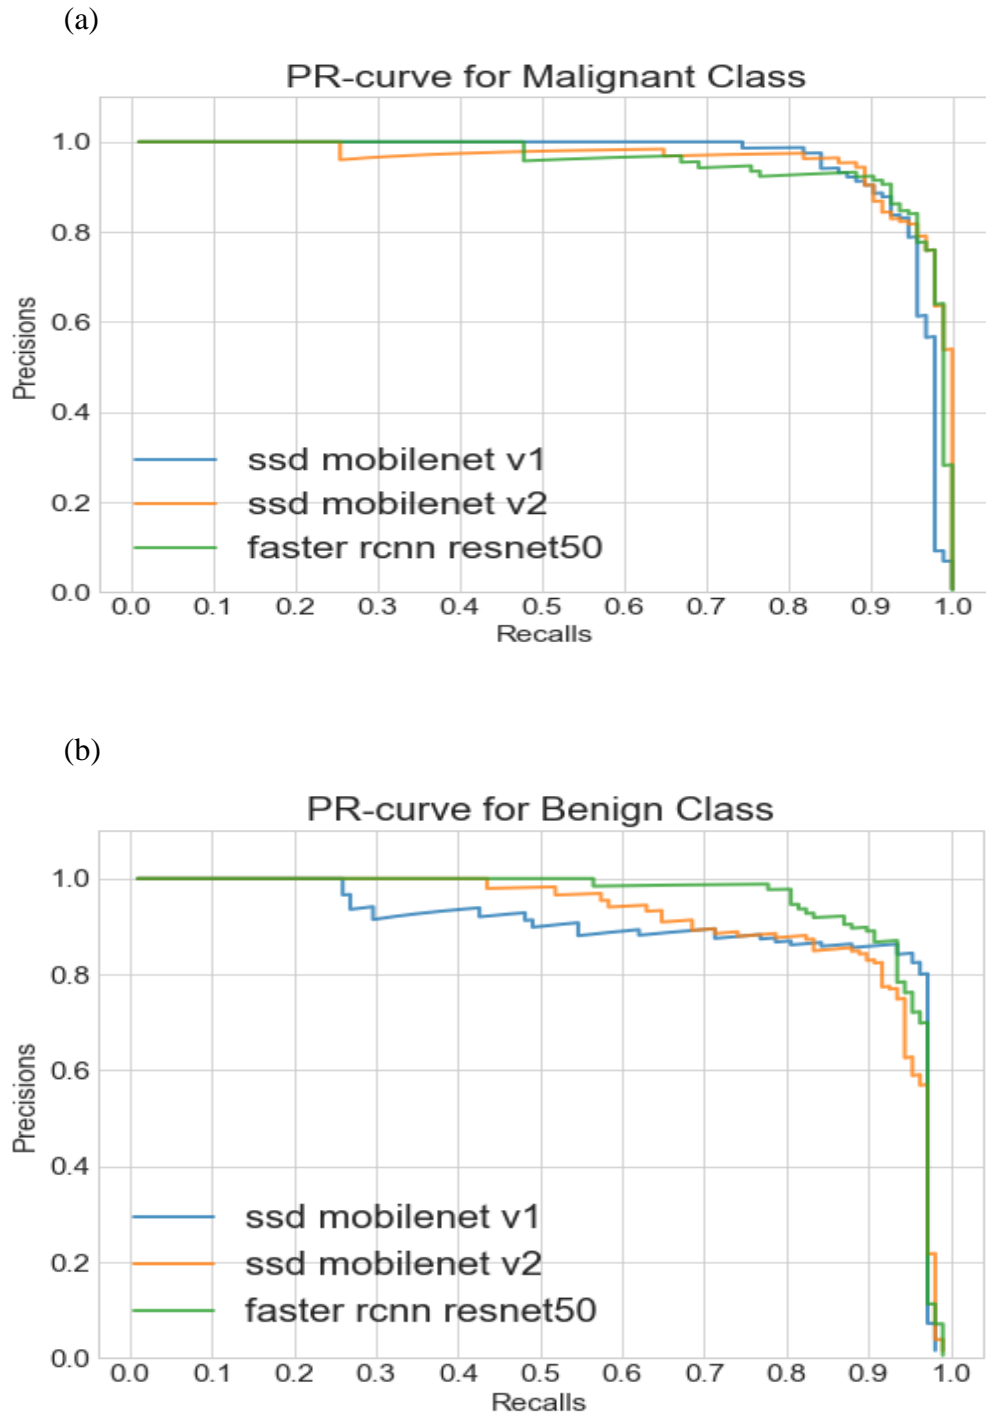 (a)
PR-curve for Malignant Class
1.0
0.8
0.6
0.4
0.2
0.0
Precisions
ssd mobilenet v1
ssd mobilenet v2
faster rcnn resnet50
0.0 0.1 0.2 0.3 0.4 0.5 0.6 0.7 0.8 0.9 1.0
Recalls
(b)
PR-curve for Benign Class
1.0
0.8
0.6
0.4
0.2
0.0
Precisions
ssd mobilenet v1
ssd mobilenet v2
faster rcnn resnet50
0.0 0.1 0.2 0.3 0.4 0.5 0.6 0.7 0.8 0.9 1.0
Recalls